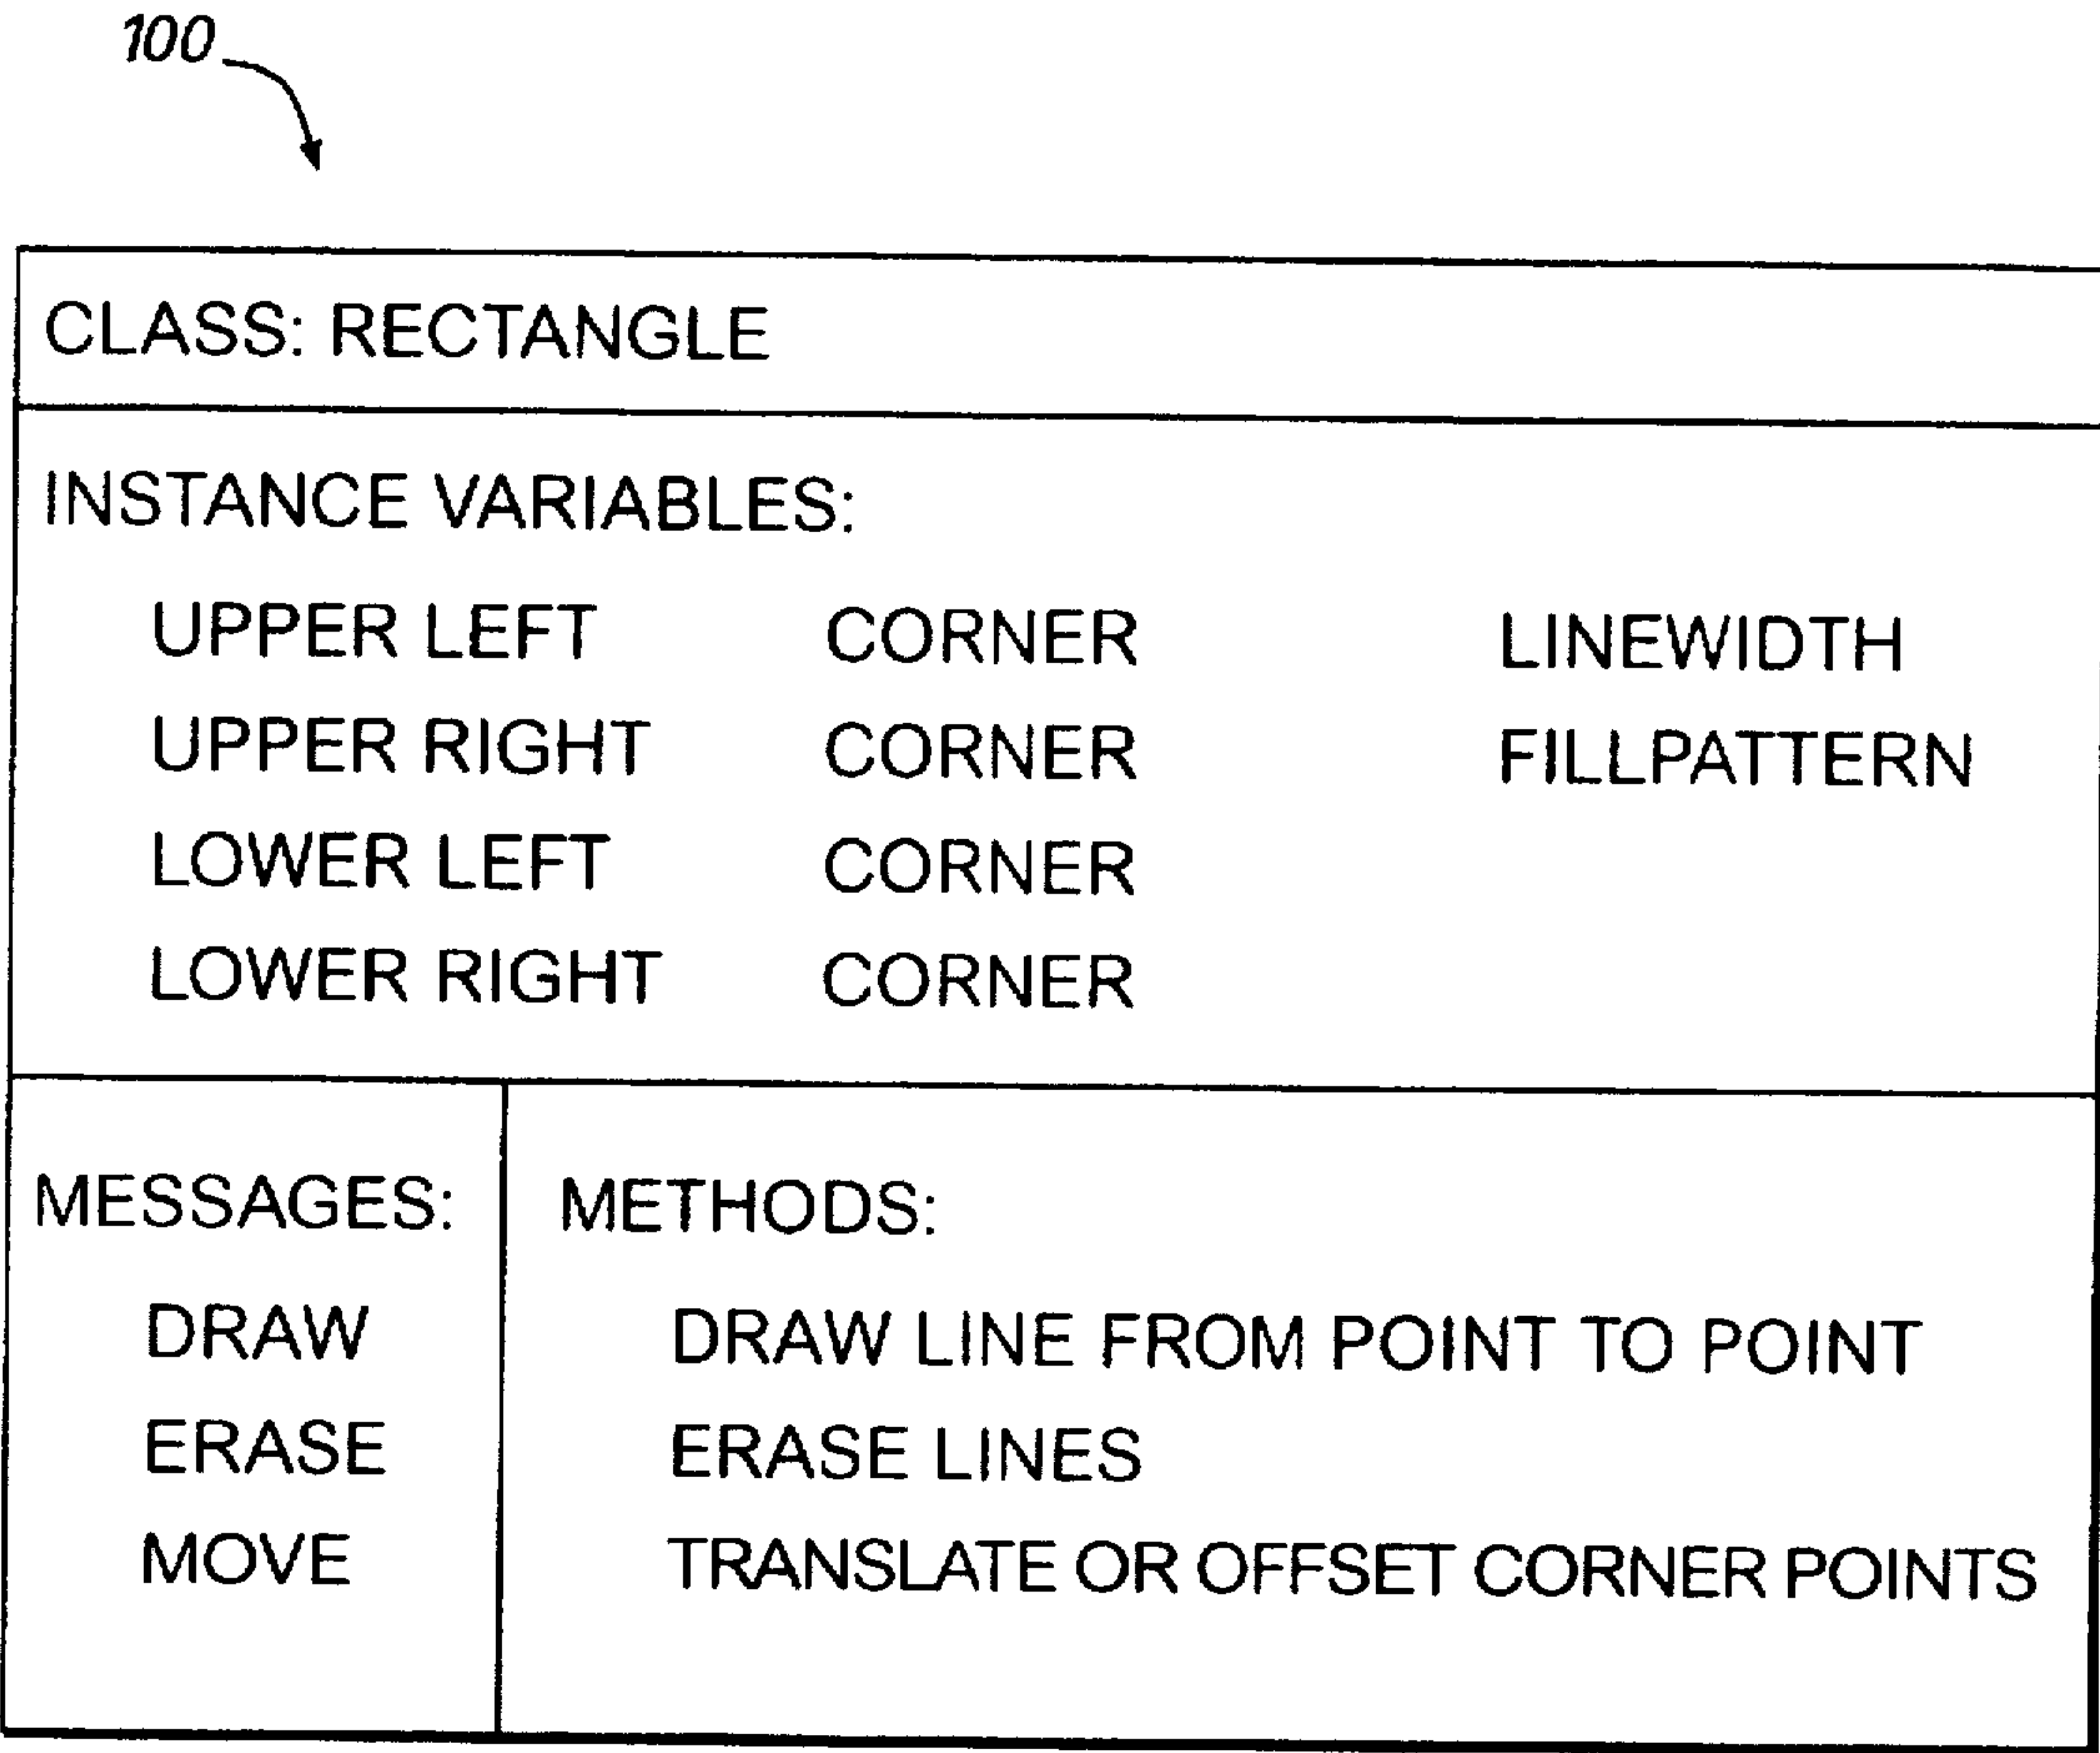 100
CLASS: RECTANGLE
INSTANCE VARIABLES:
UPPER LEFT CORNER LINEWIDTH
UPPER RIGHT CORNER FILLPATTERN
LOWER LEFT CORNER
LOWER RIGHT CORNER
MESSAGES: METHODS:
DRAW DRAW LINE FROM POINT TO POINT
ERASE ERASE LINES
MOVE TRANSLATE OR OFFSET CORNER POINTS